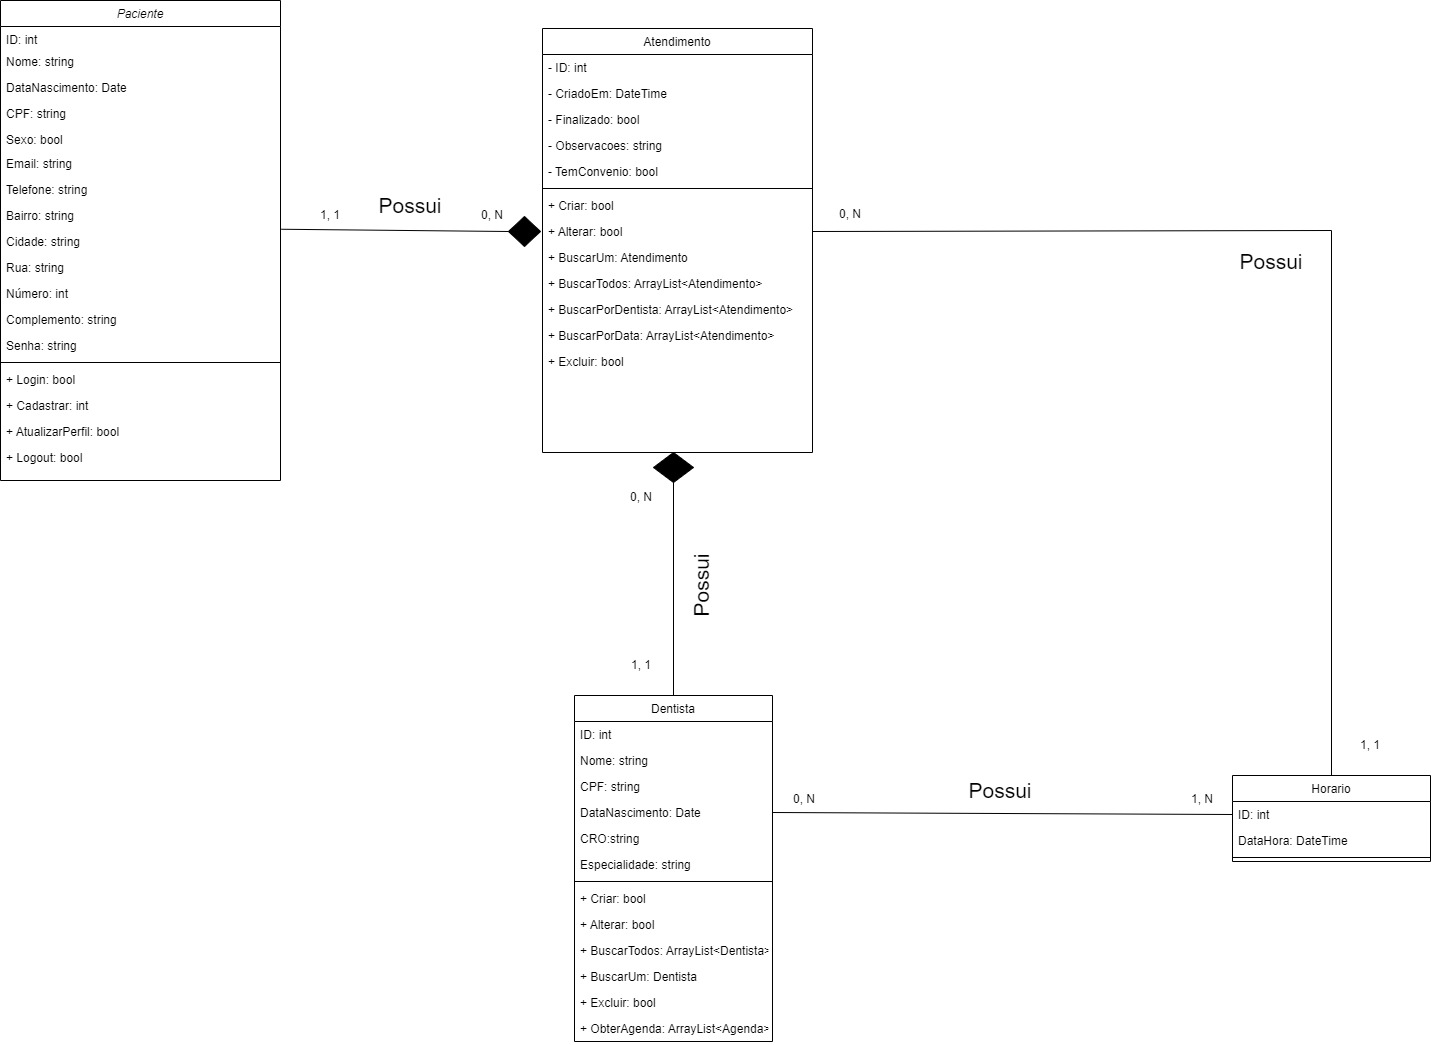 Paciente
ID: int
Nome: string
DataNascimento: Date
CPF: string
Sexo: bool
Email: string
Telefone: string
Bairro: string
Cidade: string
Rua: string
Número: int
Complemento: string
Senha: string
+ Login: bool
+ Cadastrar: int
+ AtualizarPerfil: bool
+ Logout: bool
1, 1
Possui
0, N
Atendimento
- ID: int
- CriadoEm: DateTime
- Finalizado: bool
- Observacoes: string
- TemConvenio: bool
+ Criar: bool
+ Alterar: bool
+ BuscarUm: Atendimento
+ BuscarTodos: ArrayList<Atendimento>
+ BuscarPorDentista: ArrayList<Atendimento>
+ BuscarPorData: ArrayList<Atendimento>
+ Excluir: bool
0, N
Possui
1, 1
0, N
Possui
1, 1
Dentista
ID: int
Nome: string
CPF: string
DataNascimento: Date
CRO:string
Especialidade: string
+ Criar: bool
+ Alterar: bool
+ BuscarTodos: ArrayList<Dentista>
+ BuscarUm: Dentista
+ Excluir: bool
+ ObterAgenda: ArrayList<Agenda>
0, N
Possui
1, N
Horario
ID: int
DataHora: DateTime